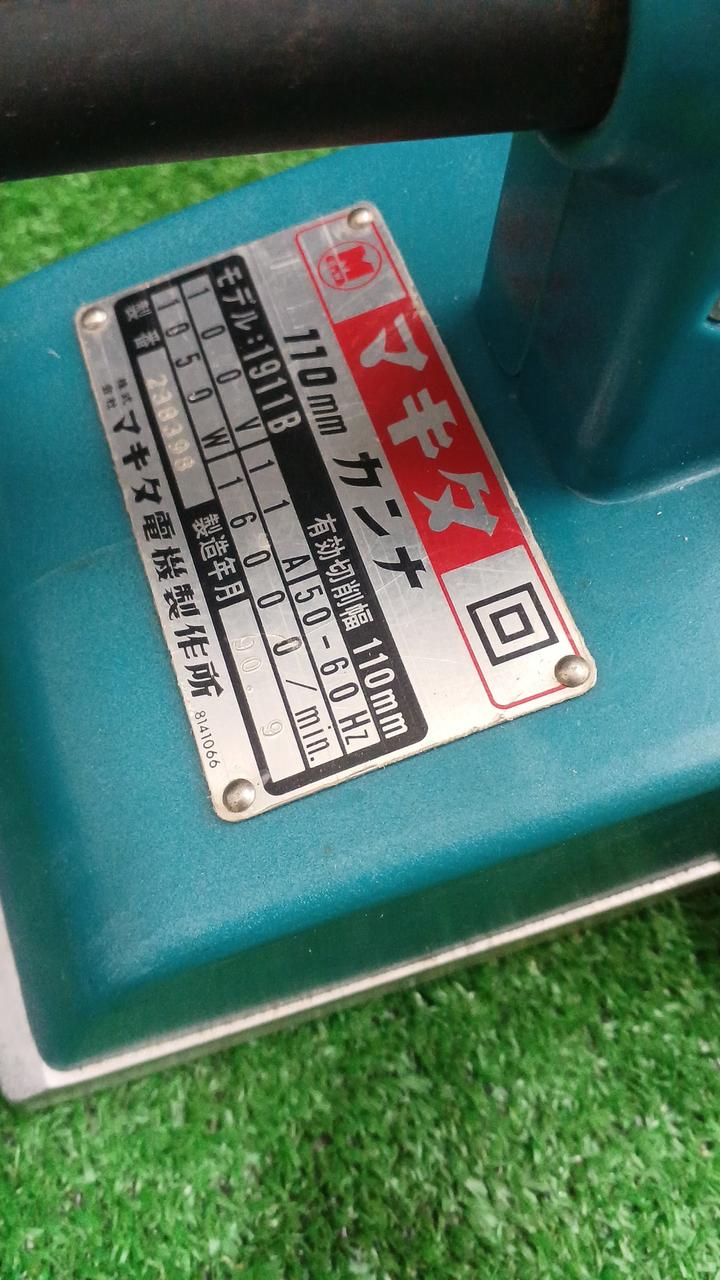 マキタ
110mm カンナ
モデル:1911B 有効切削幅 110mm
100V 11A 50-60Hz
1050W 16000/min.
製番 238398 製造年月 90.9
株式会社 マキタ電機製作所 8141066